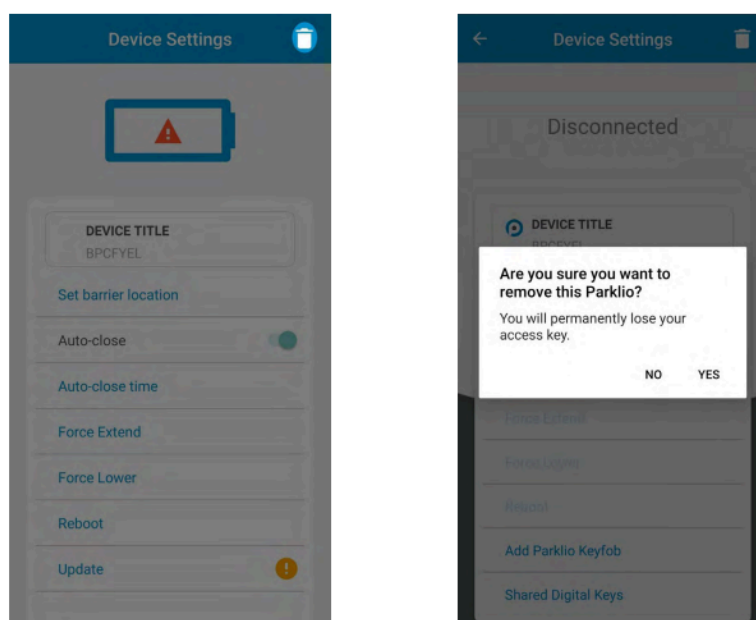 Device Settings
DEVICE TITLE
BPCFYEL
Set barrier location
Auto-close
Auto-close time
Force Extend
Force Lower
Reboot
Update
Device Settings
Disconnected
DEVICE TITLE
BPCFYEL
Are you sure you want to
remove this Parklio?
You will permanently lose your
access key.
NO YES
Force Extend
Force Lower
Reboot
Add Parklio Keyfob
Shared Digital Keys